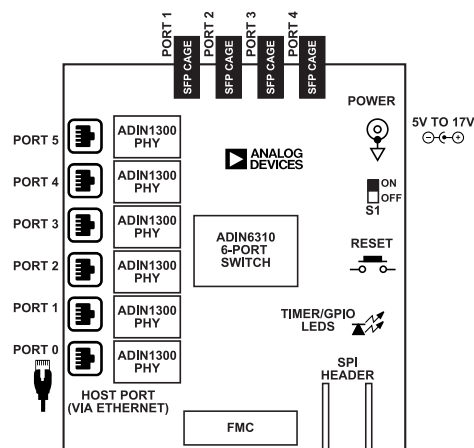 PORT 1
PORT 2
PORT 3
PORT 4
SFP CAGE
SFP CAGE
SFP CAGE
SFP CAGE
POWER
5V TO 17V
PORT 5
ADIN1300
PHY
ANALOG
DEVICES
PORT 4
ADIN1300
PHY
ON
OFF
S1
PORT 3
ADIN1300
PHY
ADIN6310
6-PORT
SWITCH
RESET
PORT 2
ADIN1300
PHY
PORT 1
ADIN1300
PHY
TIMER/GPIO
LEDS
PORT 0
ADIN1300
PHY
SPI
HEADER
HOST PORT
(VIA ETHERNET)
FMC